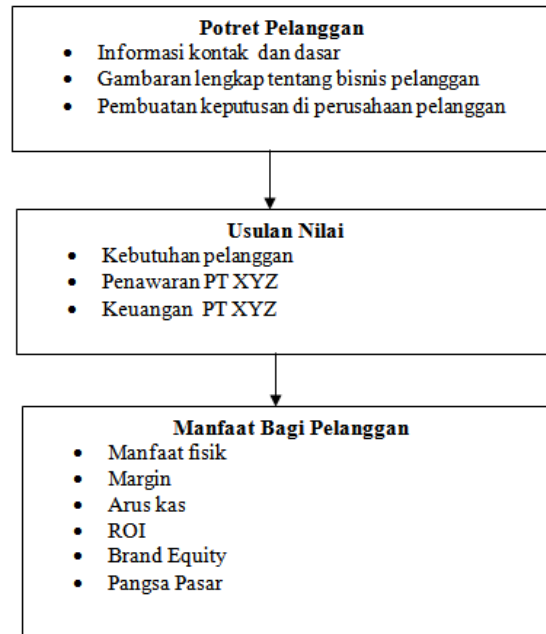 Potret Pelanggan
• Informasi kontak dan dasar
• Gambaran lengkap tentang bisnis pelanggan
• Pembuatan keputusan di perusahaan pelanggan
Usulan Nilai
• Kebutuhan pelanggan
• Penawaran PT XYZ
• Keuangan PT XYZ
Manfaat Bagi Pelanggan
• Manfaat fisik
• Margin
• Arus kas
• ROI
• Brand Equity
• Pangsa Pasar